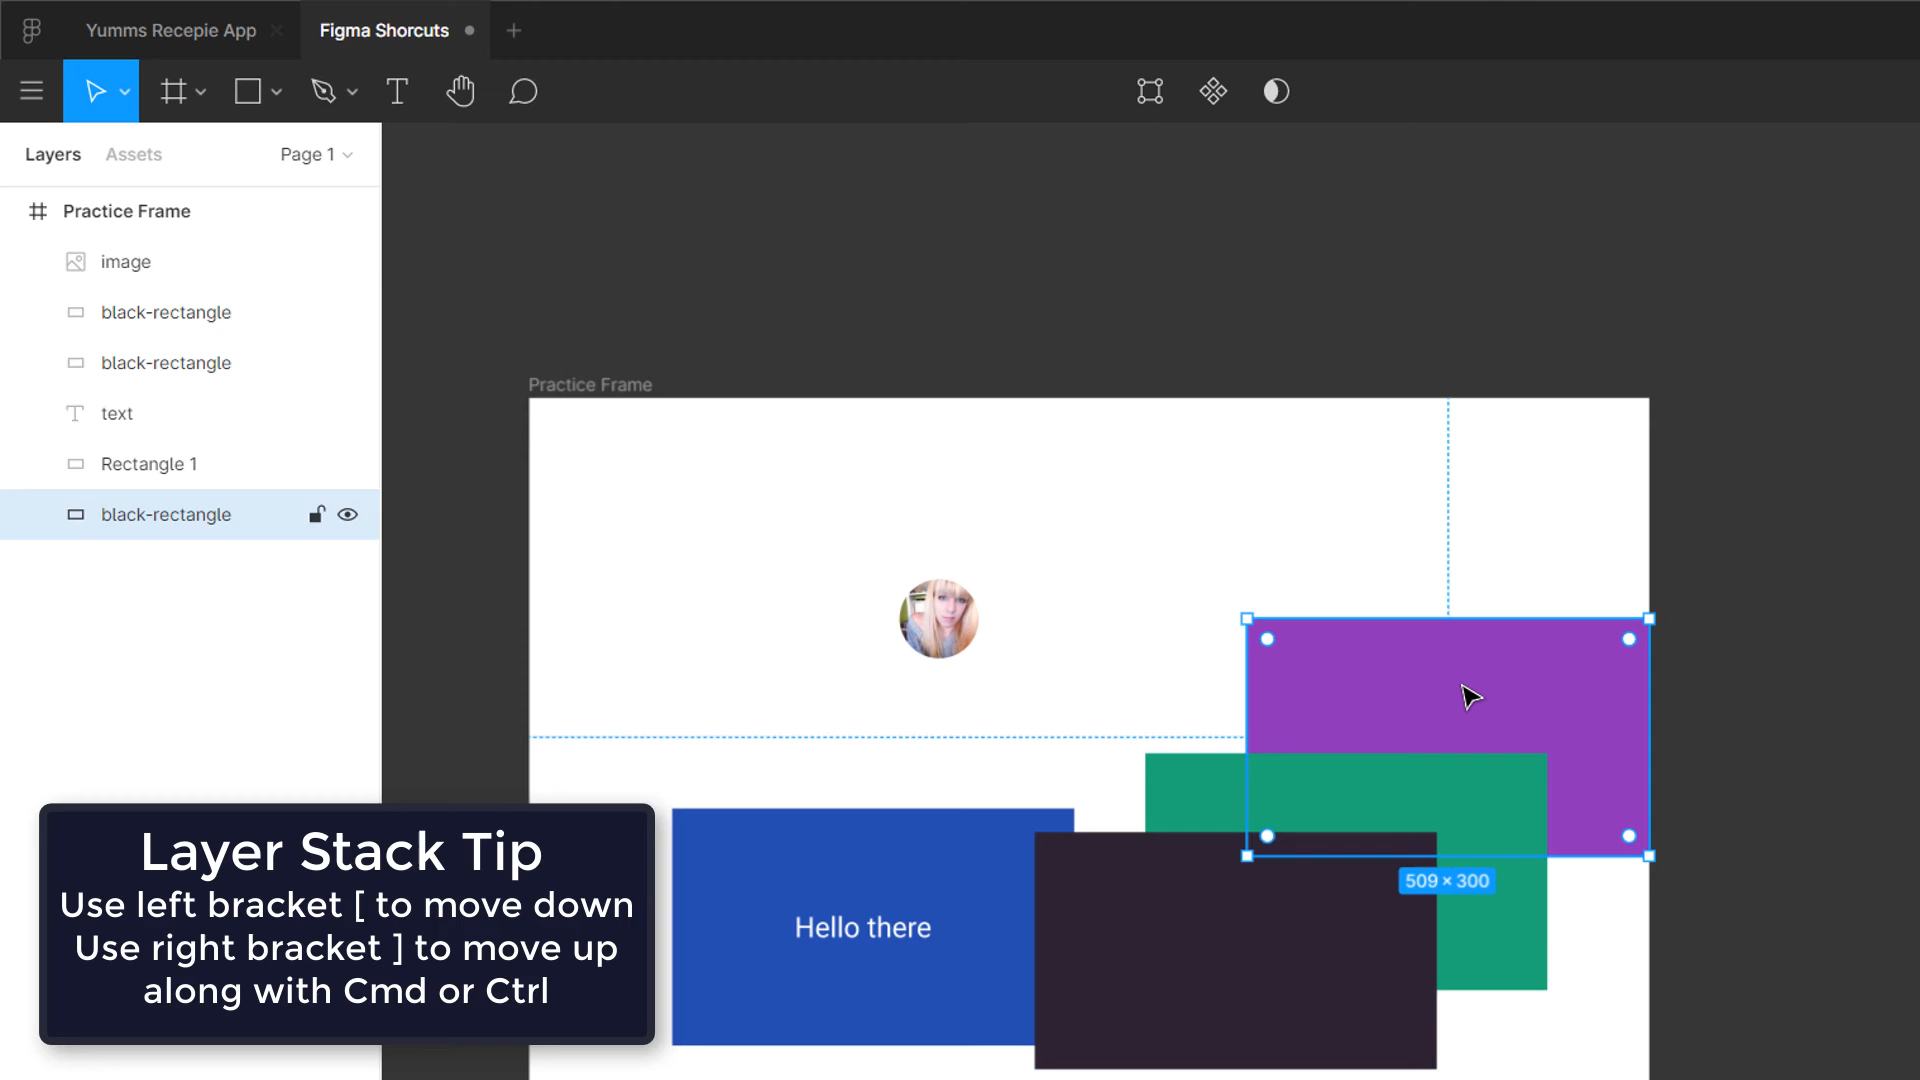 Yumms Recepie App
Figma Shorcuts
Layers
Assets
Page 1
Practice Frame
image
black-rectangle
black-rectangle
text
Rectangle 1
black-rectangle
Practice Frame
Hello there
509 × 300
Layer Stack Tip
Use left bracket [ to move down
Use right bracket ] to move up
along with Cmd or Ctrl